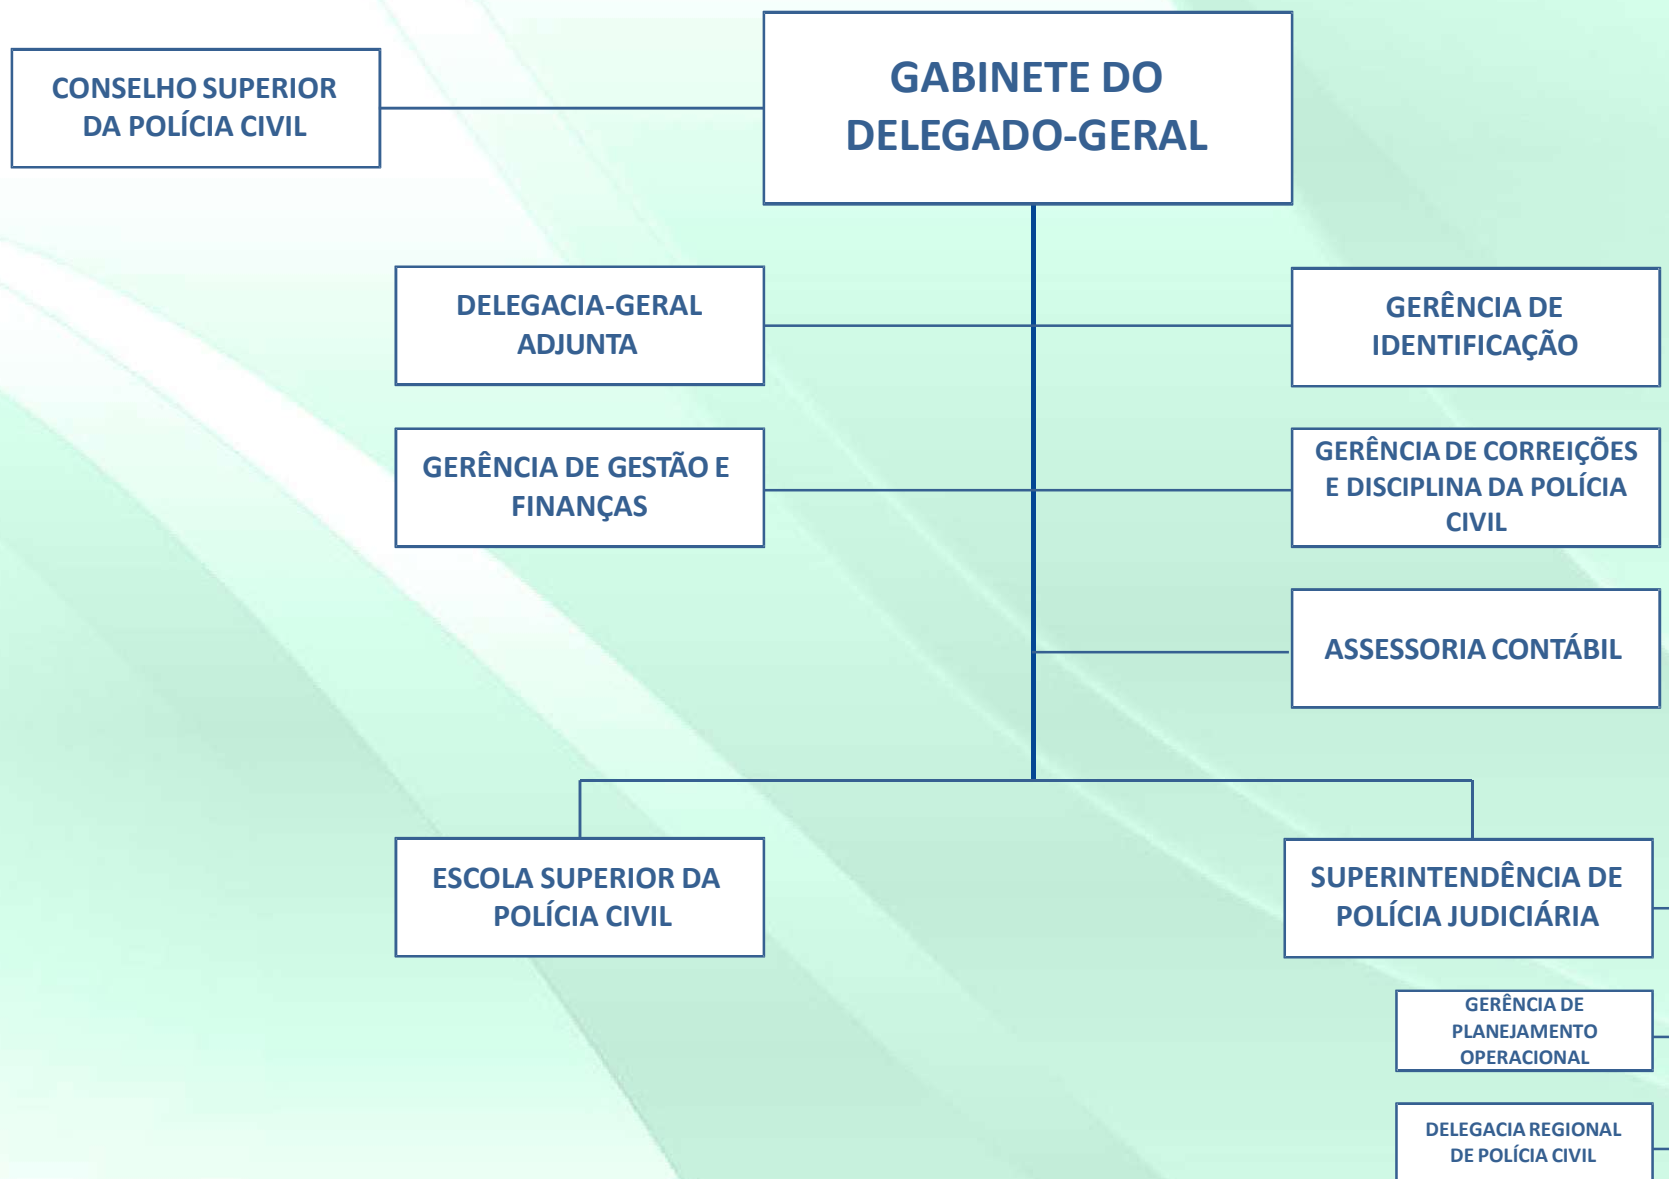 CONSELHO SUPERIOR
DA POLÍCIA CIVIL
GABINETE DO
DELEGADO-GERAL
DELEGACIA-GERAL
ADJUNTA
GERÊNCIA DE
IDENTIFICAÇÃO
GERÊNCIA DE GESTÃO E
FINANÇAS
GERÊNCIA DE CORREIÇÕES
E DISCIPLINA DA POLÍCIA
CIVIL
ASSESSORIA CONTÁBIL
ESCOLA SUPERIOR DA
POLÍCIA CIVIL
SUPERINTENDÊNCIA DE
POLÍCIA JUDICIÁRIA
GERÊNCIA DE
PLANEJAMENTO
OPERACIONAL
DELEGACIA REGIONAL
DE POLÍCIA CIVIL